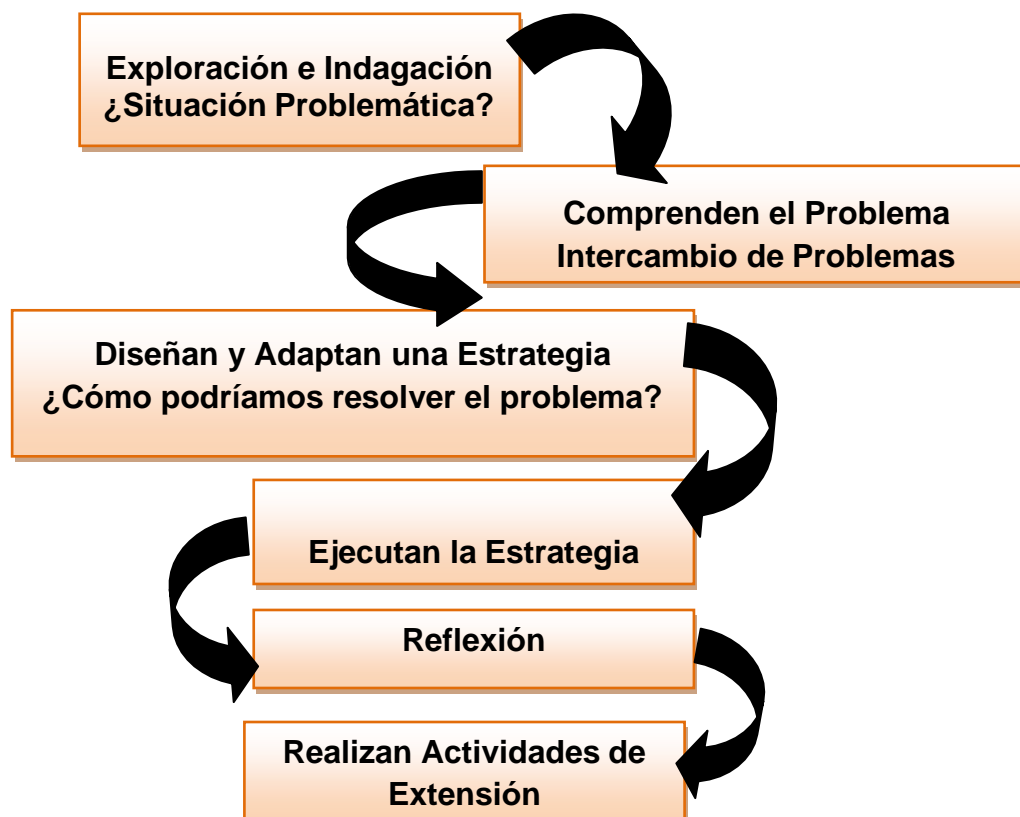 Exploración e Indagación
¿Situación Problemática?
Comprenden el Problema
Intercambio de Problemas
Diseñan y Adaptan una Estrategia
¿Cómo podríamos resolver el problema?
Ejecutan la Estrategia
Reflexión
Realizan Actividades de
Extensión